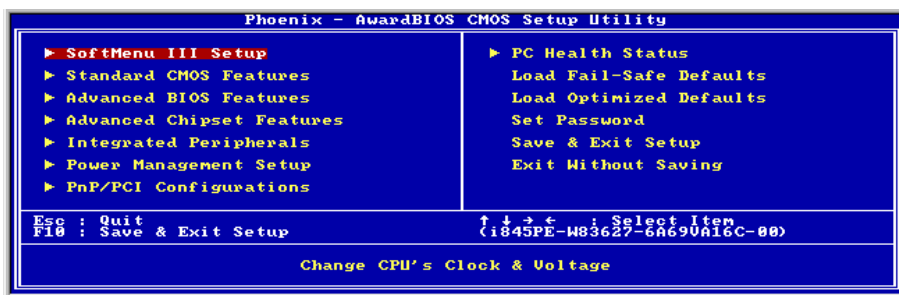 Phoenix - AwardBIOS CMOS Setup Utility
► SoftMenu III Setup
► Standard CMOS Features
► Advanced BIOS Features
► Advanced Chipset Features
► Integrated Peripherals
► Power Management Setup
► PnP/PCI Configurations
► PC Health Status
Load Fail-Safe Defaults
Load Optimized Defaults
Set Password
Save & Exit Setup
Exit Without Saving
Esc : Quit
F10 : Save & Exit Setup
↑ ↓ → ← : Select Item
(i845PE-W83627-6A69VA16C-00)
Change CPU's Clock & Voltage